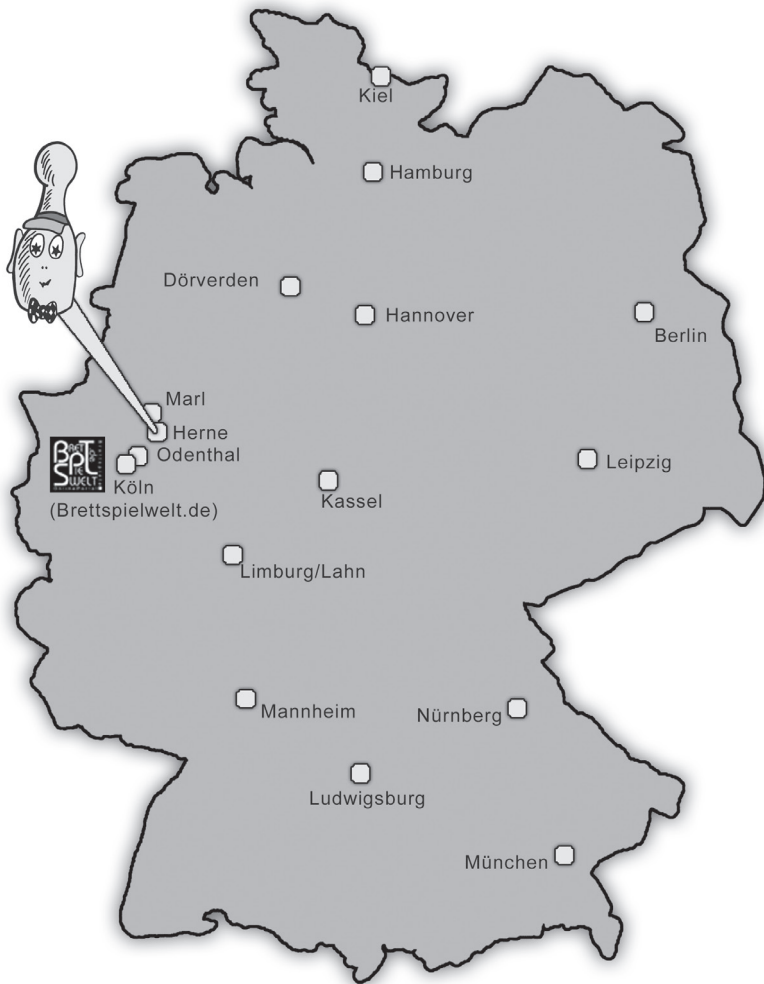 Kiel
Hamburg
Dörverden
Hannover
Berlin
Marl
Herne
Odenthal
Leipzig
Köln
(Brettspielwelt.de)
Kassel
Limburg/Lahn
Mannheim
Nürnberg
Ludwigsburg
München